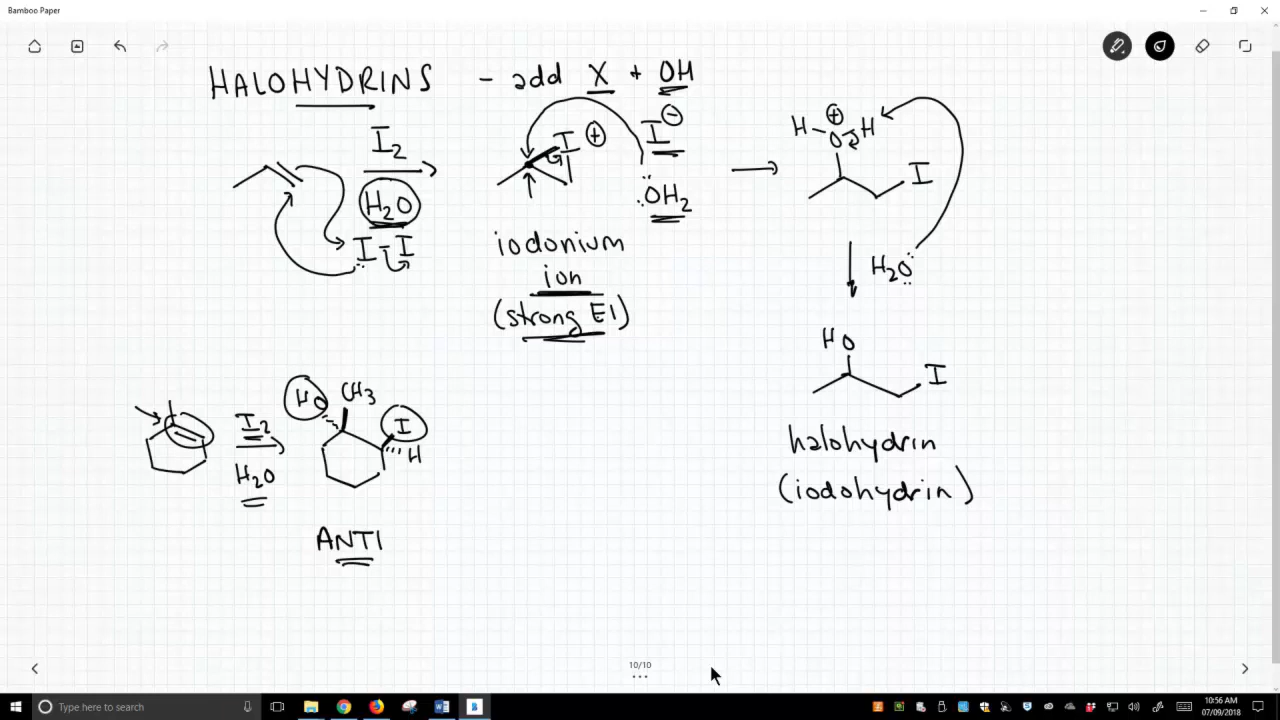 Bamboo Paper
HALOHYDRINS - add X + OH
I2
H2O
I-I
I ⊕
I ⊖
:ÖH2
iodonium
ion
(strong El)
⊕
H-O-H
I
H2O
HO
I
halohydrin
(iodohydrin)
I2
H2O
HO CH3
I
H
ANTI
10/10
Type here to search
10:56 AM
07/09/2018